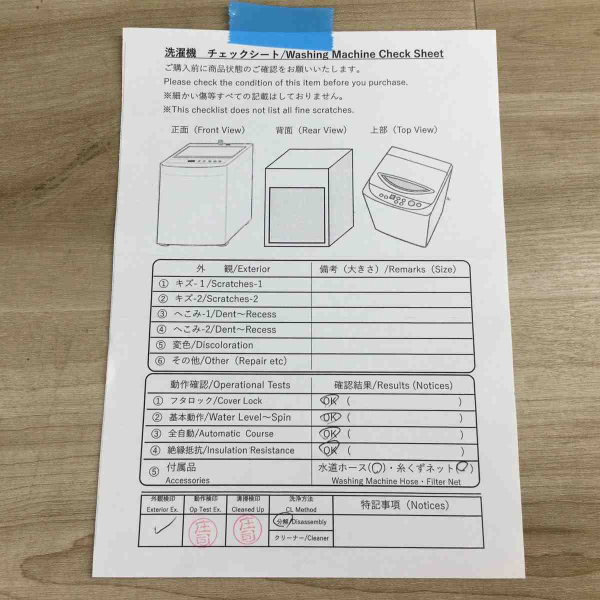 洗濯機 チェックシート/Washing Machine Check Sheet
ご購入前に商品状態のご確認をお願いいたします。
Please check the condition of this item before you purchase.
※細かい傷等すべての記載はしておりません。
※This checklist does not list all fine scratches.
正面（Front View） 背面（Rear View） 上部（Top View）
外 観/Exterior 備考（大きさ）/Remarks（Size）
① キズ-１/Scratches-1
② キズ-2/Scratches-2
③ へこみ-1/Dent～Recess
④ へこみ-2/Dent～Recess
⑤ 変色/Discoloration
⑥ その他/Other（Repair etc）
動作確認/Operational Tests 確認結果/Results (Notices)
① フタロック/Cover Lock OK（ ）
② 基本動作/Water Level～Spin OK（ ）
③ 全自動/Automatic Course OK（ ）
④ 絶縁抵抗/Insulation Resistance OK（ ）
⑤ 付属品 水道ホース(○)・糸くずネット(○)
Accessories Washing Machine Hose・Filter Net
外観検印 動作検印 清掃検印 洗浄方法 特記事項（Notices）
Exterior Ex. Op Test Ex. Cleaned Up CL Method
庄司 庄司 分解/Disassembly
クリーナー/Cleaner